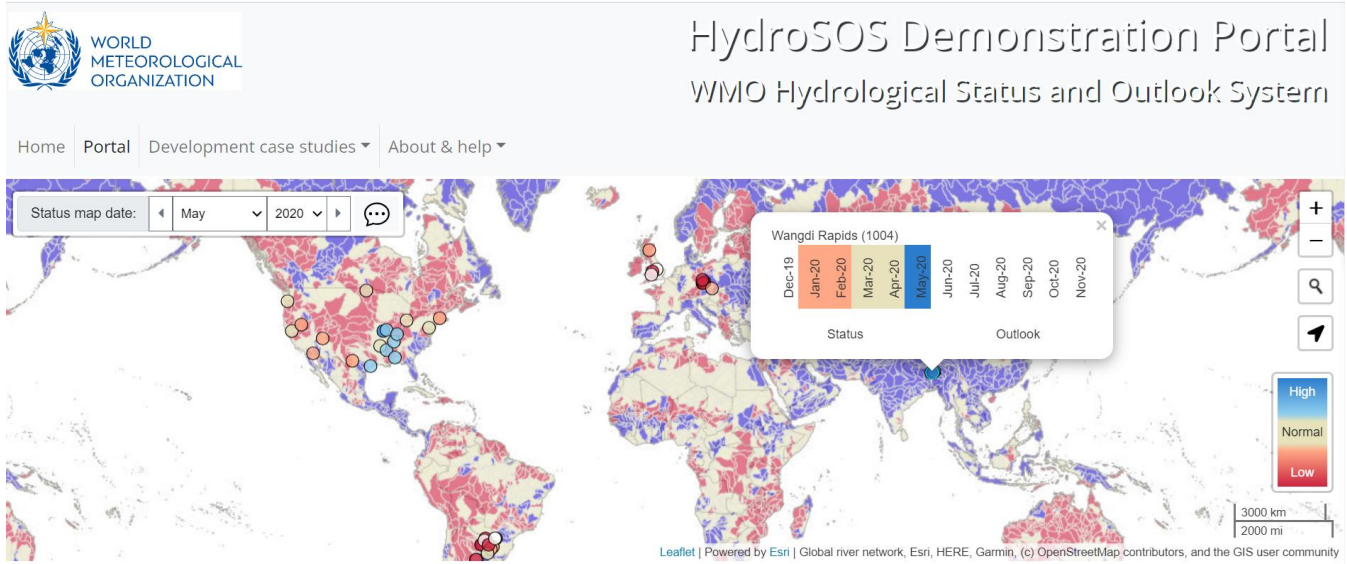 WORLD
METEOROLOGICAL
ORGANIZATION
HydroSOS Demonstration Portal
WMO Hydrological Status and Outlook System
Home Portal Development case studies About & help
Status map date: May 2020
Wangdi Rapids (1004) ×
Dec-19 Jan-20 Feb-20 Mar-20 Apr-20 May-20 Jun-20 Jul-20 Aug-20 Sep-20 Oct-20 Nov-20
Status Outlook
+
−
High
Normal
Low
3000 km
2000 mi
Leaflet | Powered by Esri | Global river network, Esri, HERE, Garmin, (c) OpenStreetMap contributors, and the GIS user community